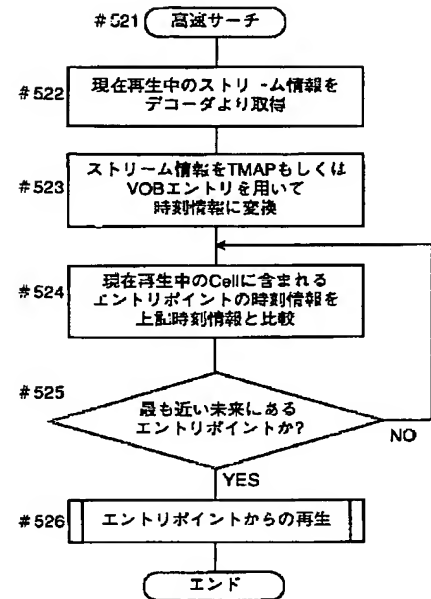 #521 高速サーチ
#522 現在再生中のストリーム情報を
デコーダより取得
#523 ストリーム情報をTMAPもしくは
VOBエントリを用いて
時刻情報に変換
#524 現在再生中のCellに含まれる
エントリポイントの時刻情報を
上記時刻情報と比較
#525 最も近い未来にある
エントリポイントか?
NO
YES
#526 エントリポイントからの再生
エンド